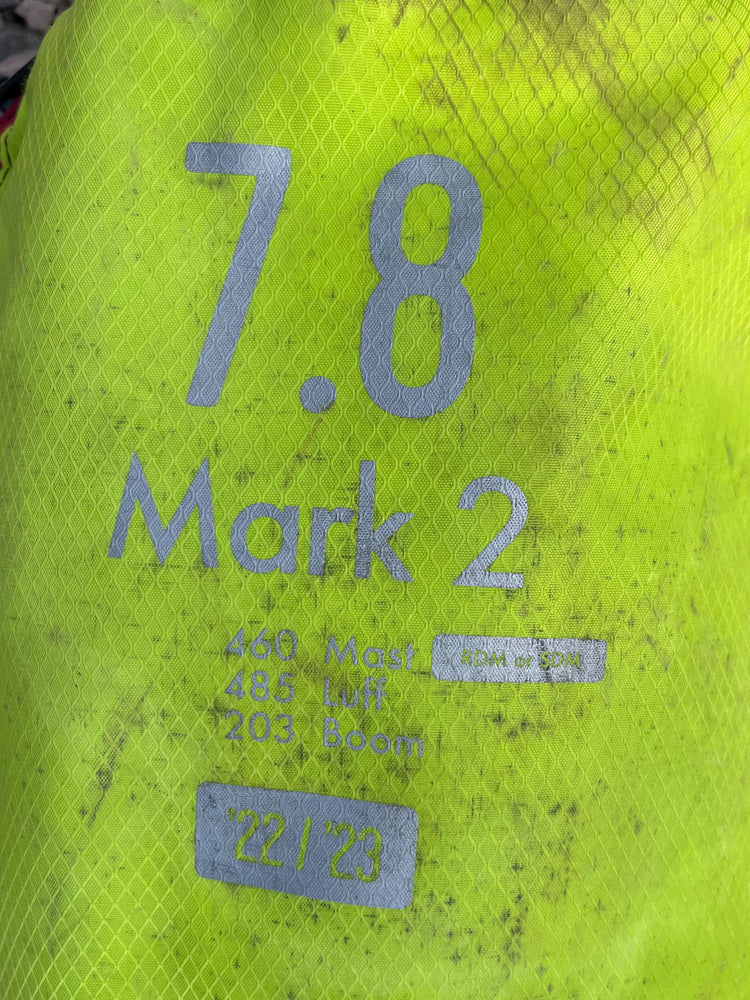 7.8
Mark 2
460 Mast RDM or SDM
485 Luff
203 Boom
'22 / '23